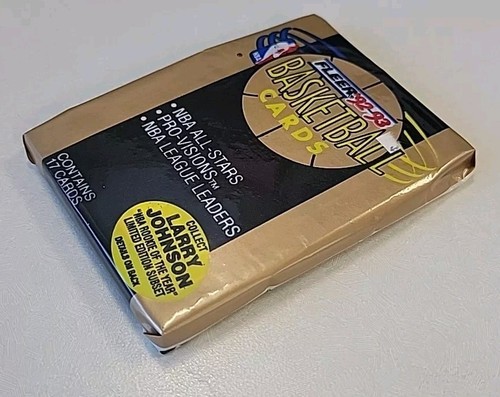 FLEER '92-'93
BASKETBALL
CARDS
• NBA ALL-STARS
• PRO-VISIONS™
• NBA LEAGUE LEADERS
CONTAINS
17 CARDS
COLLECT
LARRY
JOHNSON
"NBA ROOKIE OF THE YEAR"
LIMITED EDITION SUBSET
DETAILS ON BACK